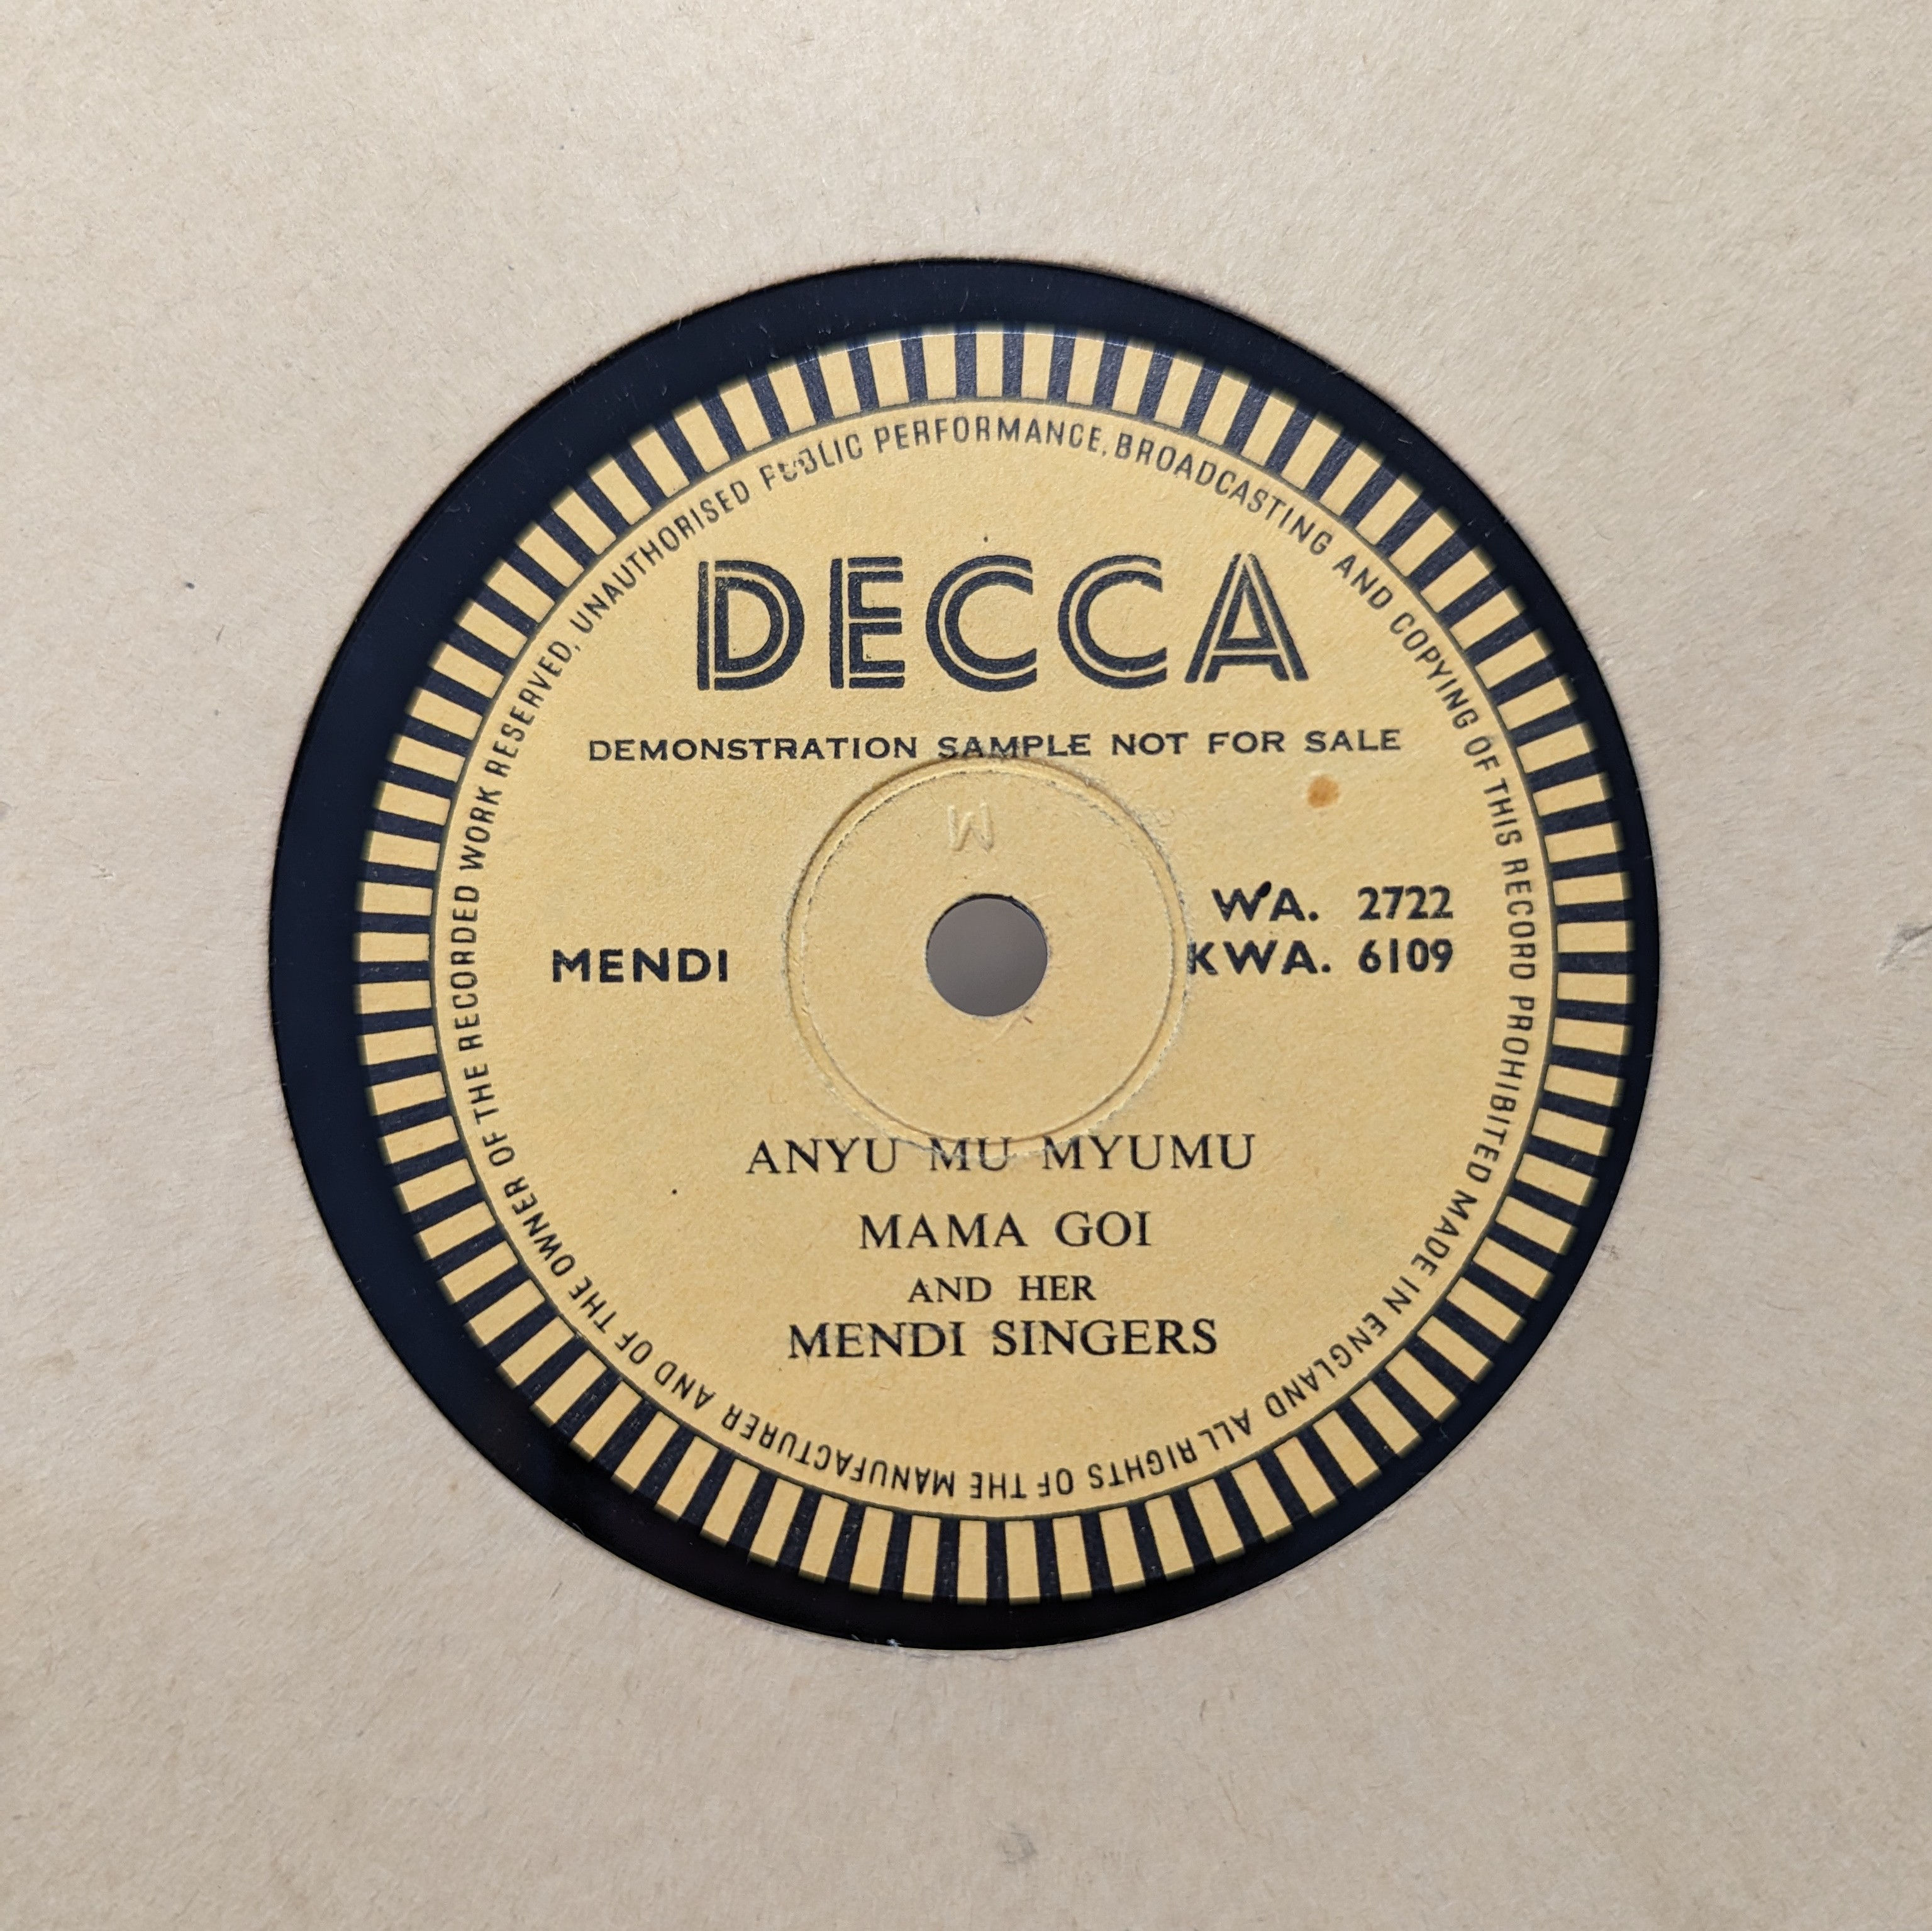 ALL RIGHTS OF THE MANUFACTURER AND OF THE OWNER OF THE RECORDED WORK RESERVED, UNAUTHORISED PUBLIC PERFORMANCE, BROADCASTING AND COPYING OF THIS RECORD PROHIBITED MADE IN ENGLAND
DECCA
DEMONSTRATION SAMPLE NOT FOR SALE
M
WA. 2722
MENDI KWA. 6109
ANYU MU MYUMU
MAMA GOI
AND HER
MENDI SINGERS